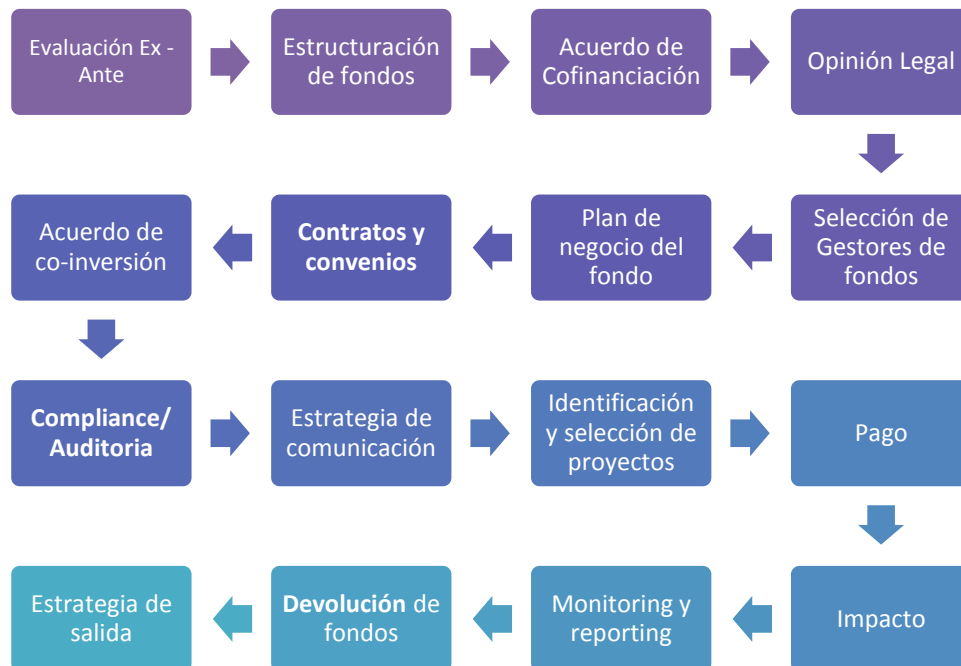 Evaluación Ex -
Ante
Estructuración
de fondos
Acuerdo de
Cofinanciación
Opinión Legal
Selección de
Gestores de
fondos
Plan de
negocio del
fondo
Contratos y
convenios
Acuerdo de
co-inversión
Compliance/
Auditoria
Estrategia de
comunicación
Identificación
y selección de
proyectos
Pago
Impacto
Monitoring y
reporting
Devolución de
fondos
Estrategia de
salida